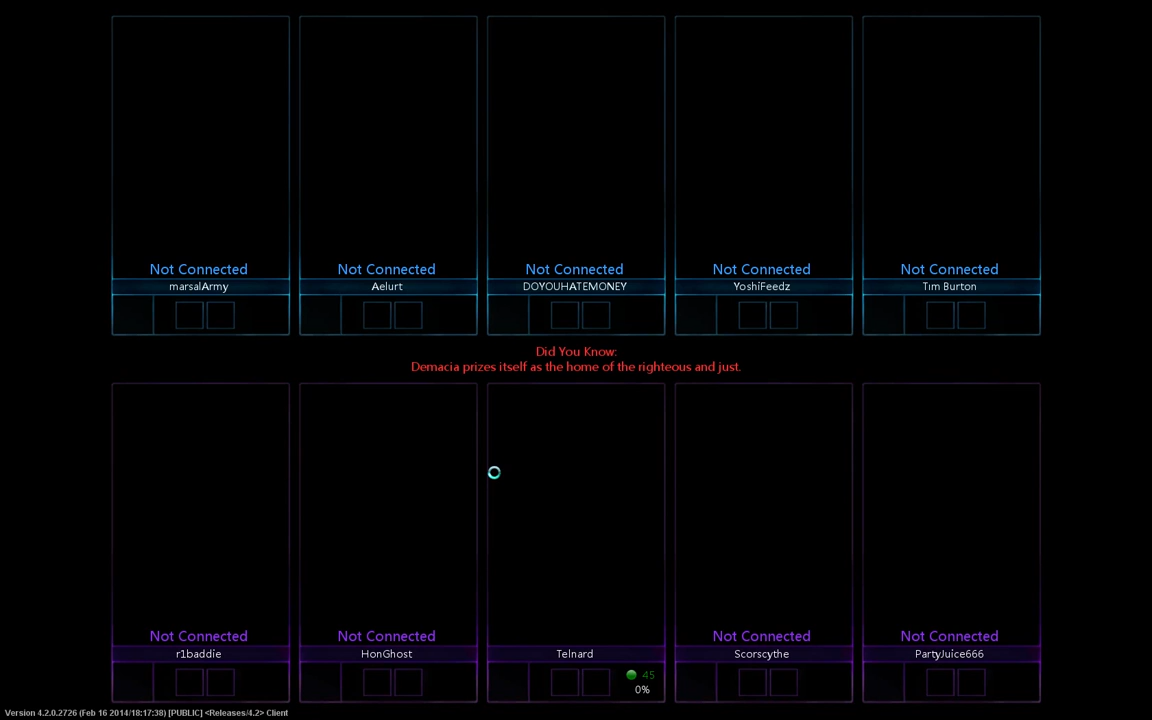 Not Connected Not Connected Not Connected Not Connected Not Connected
marsalArmy Aelurt DOYOUHATEMONEY YoshiFeedz Tım Burton
Did You Know:
Demacia prizes itself as the home of the righteous and just.
Not Connected Not Connected Not Connected Not Connected
r1baddie HonGhost Telnard Scorscythe PartyJuice666
45
0%
Version 4.2.0.2726 (Feb 16 2014/18:17:38) [PUBLIC] <Releases/4.2> Client